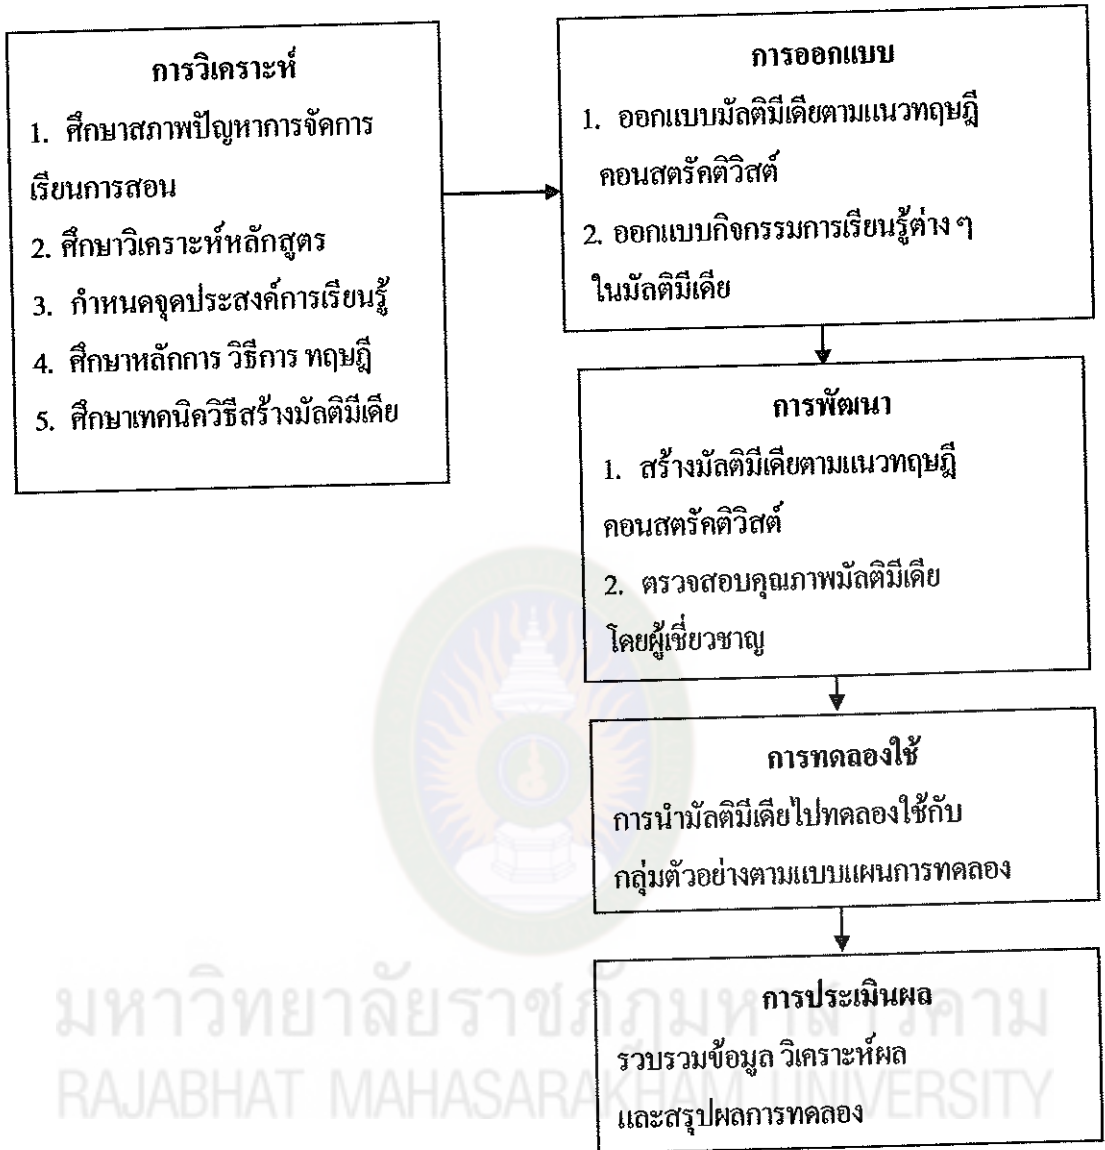 การวิเคราะห์
1. ศึกษาสภาพปัญหาการจัดการ
เรียนการสอน
2. ศึกษาวิเคราะห์หลักสูตร
3. กำหนดจุดประสงค์การเรียนรู้
4. ศึกษาหลักการ วิธีการ ทฤษฎี
5. ศึกษาเทคนิควิธีสร้างมัลติมีเดีย
การออกแบบ
1. ออกแบบมัลติมีเดียตามแนวทฤษฎี
คอนสตรัคติวิสต์
2. ออกแบบกิจกรรมการเรียนรู้ต่าง ๆ
ในมัลติมีเดีย
การพัฒนา
1. สร้างมัลติมีเดียตามแนวทฤษฎี
คอนสตรัคติวิสต์
2. ตรวจสอบคุณภาพมัลติมีเดีย
โดยผู้เชี่ยวชาญ
การทดลองใช้
การนำมัลติมีเดียไปทดลองใช้กับ
กลุ่มตัวอย่างตามแบบแผนการทดลอง
การประเมินผล
รวบรวมข้อมูล วิเคราะห์ผล
และสรุปผลการทดลอง
มหาวิทยาลัยราชภัฏมหาสารคาม
RAJABHAT MAHASARAKHAM UNIVERSITY